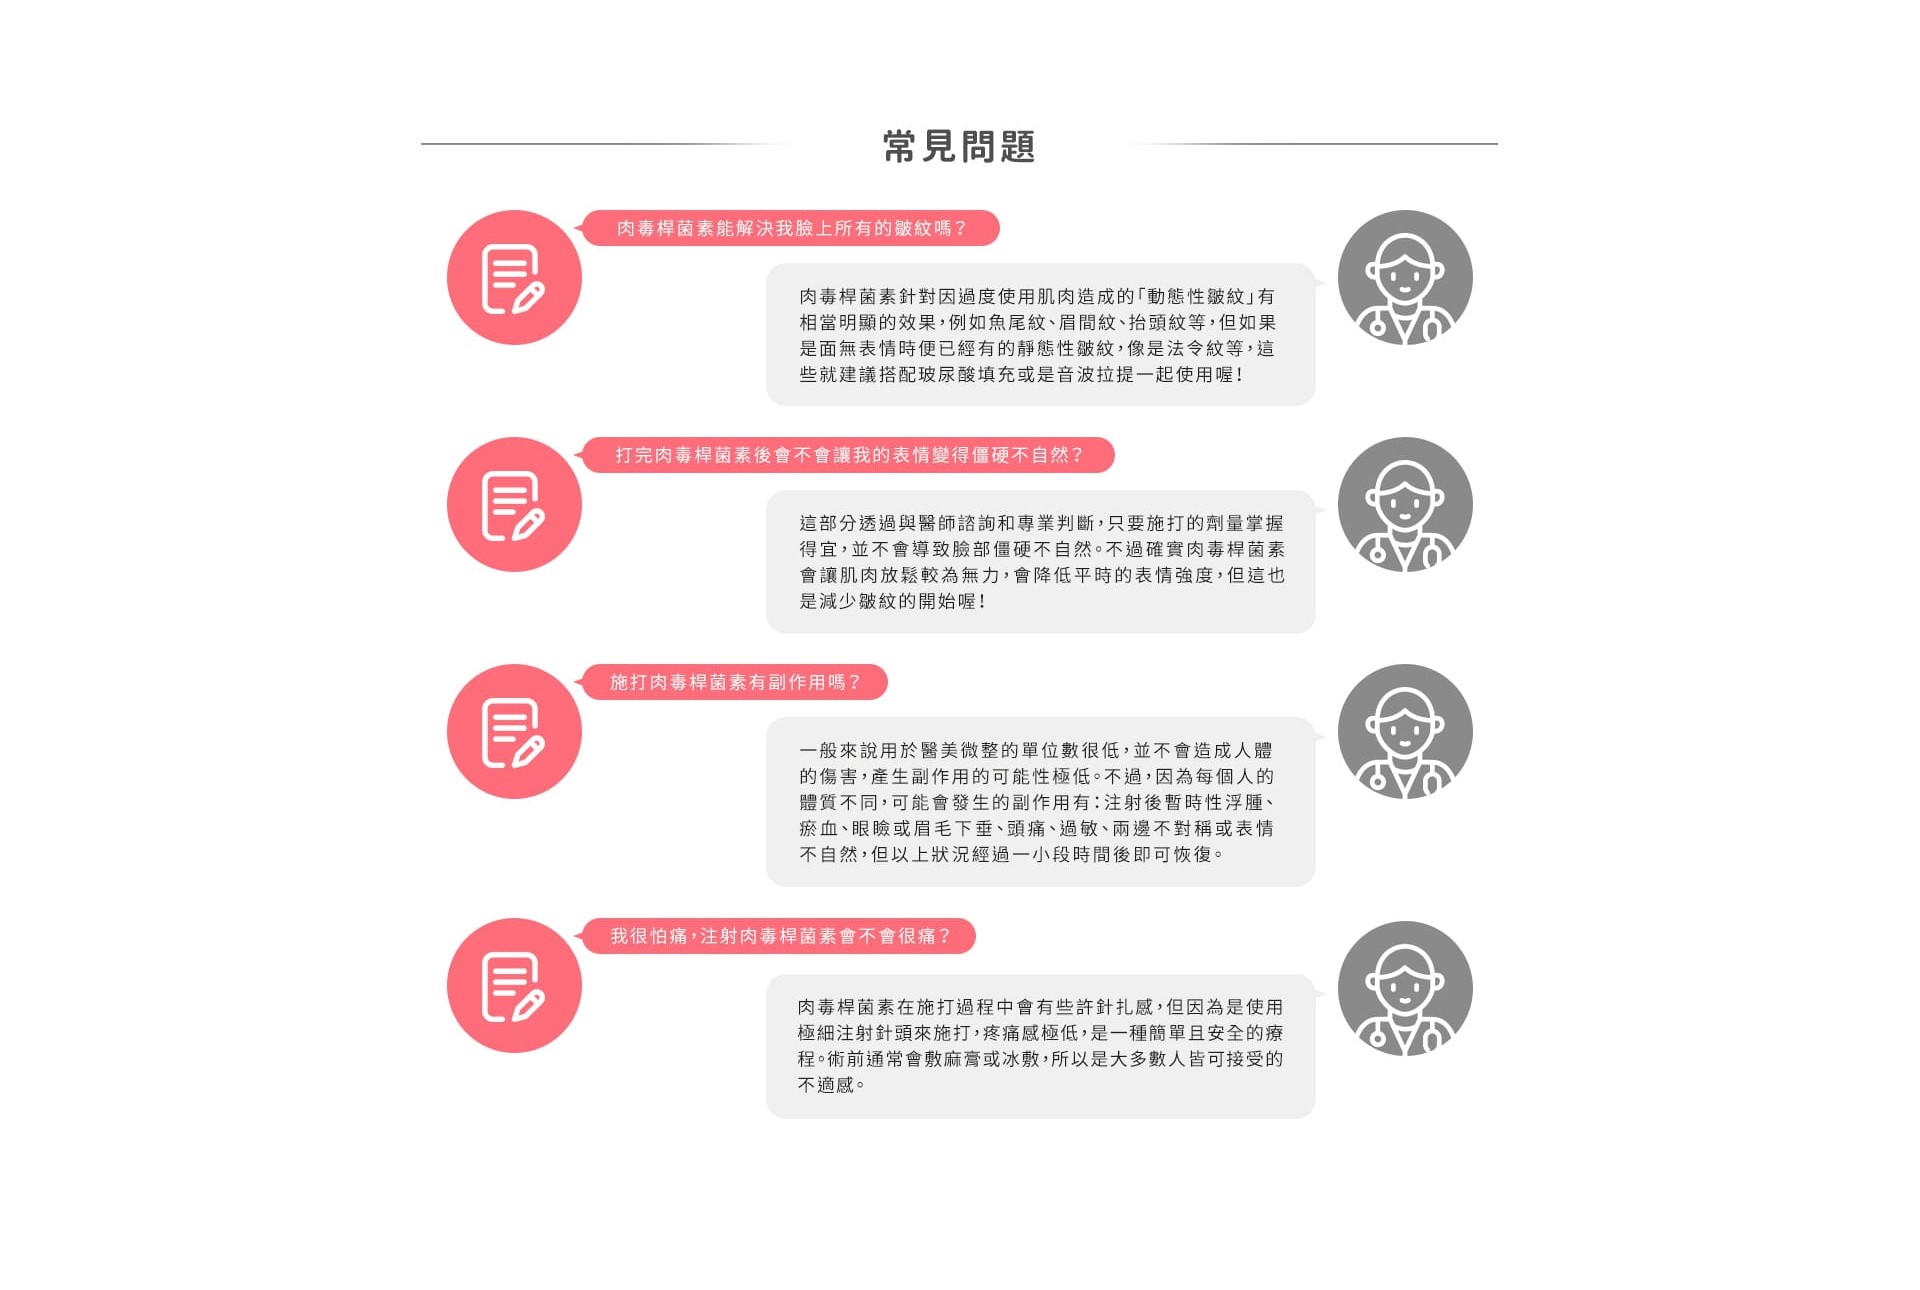 常見問題
肉毒桿菌素能解決我臉上所有的皺紋嗎？
肉毒桿菌素針對因過度使用肌肉造成的「動態性皺紋」有
相當明顯的效果，例如魚尾紋、眉間紋、抬頭紋等，但如果
是面無表情時便已經有的靜態性皺紋，像是法令紋等，這
些就建議搭配玻尿酸填充或是音波拉提一起使用喔！
打完肉毒桿菌素後會不會讓我的表情變得僵硬不自然？
這部分透過與醫師諮詢和專業判斷，只要施打的劑量掌握
得宜，並不會導致臉部僵硬不自然。不過確實肉毒桿菌素
會讓肌肉放鬆較為無力，會降低平時的表情強度，但這也
是減少皺紋的開始喔！
施打肉毒桿菌素有副作用嗎？
一般來說用於醫美微整的單位數很低，並不會造成人體
的傷害，產生副作用的可能性極低。不過，因為每個人的
體質不同，可能會發生的副作用有：注射後暫時性浮腫、
瘀血、眼瞼或眉毛下垂、頭痛、過敏、兩邊不對稱或表情
不自然，但以上狀況經過一小段時間後即可恢復。
我很怕痛，注射肉毒桿菌素會不會很痛？
肉毒桿菌素在施打過程中會有些許針扎感，但因為是使用
極細注射針頭來施打，疼痛感極低，是一種簡單且安全的療
程。術前通常會敷麻膏或冰敷，所以是大多數人皆可接受的
不適感。